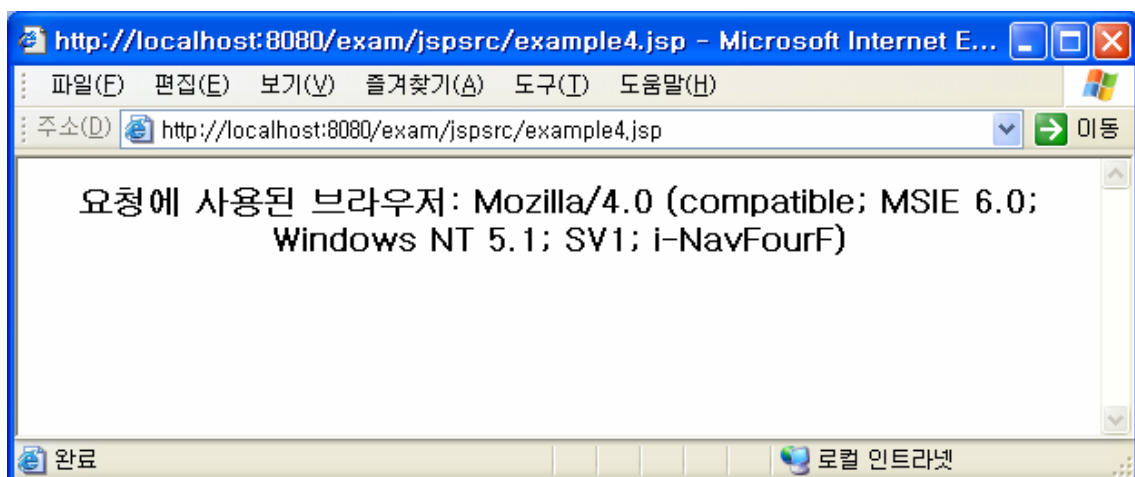 http://localhost:8080/exam/jspsrc/example4.jsp - Microsoft Internet E...
파일(F) 편집(E) 보기(V) 즐겨찾기(A) 도구(T) 도움말(H)
주소(D) http://localhost:8080/exam/jspsrc/example4.jsp 이동
요청에 사용된 브라우저: Mozilla/4.0 (compatible; MSIE 6.0;
Windows NT 5.1; SV1; i-NavFourF)
완료 로컬 인트라넷